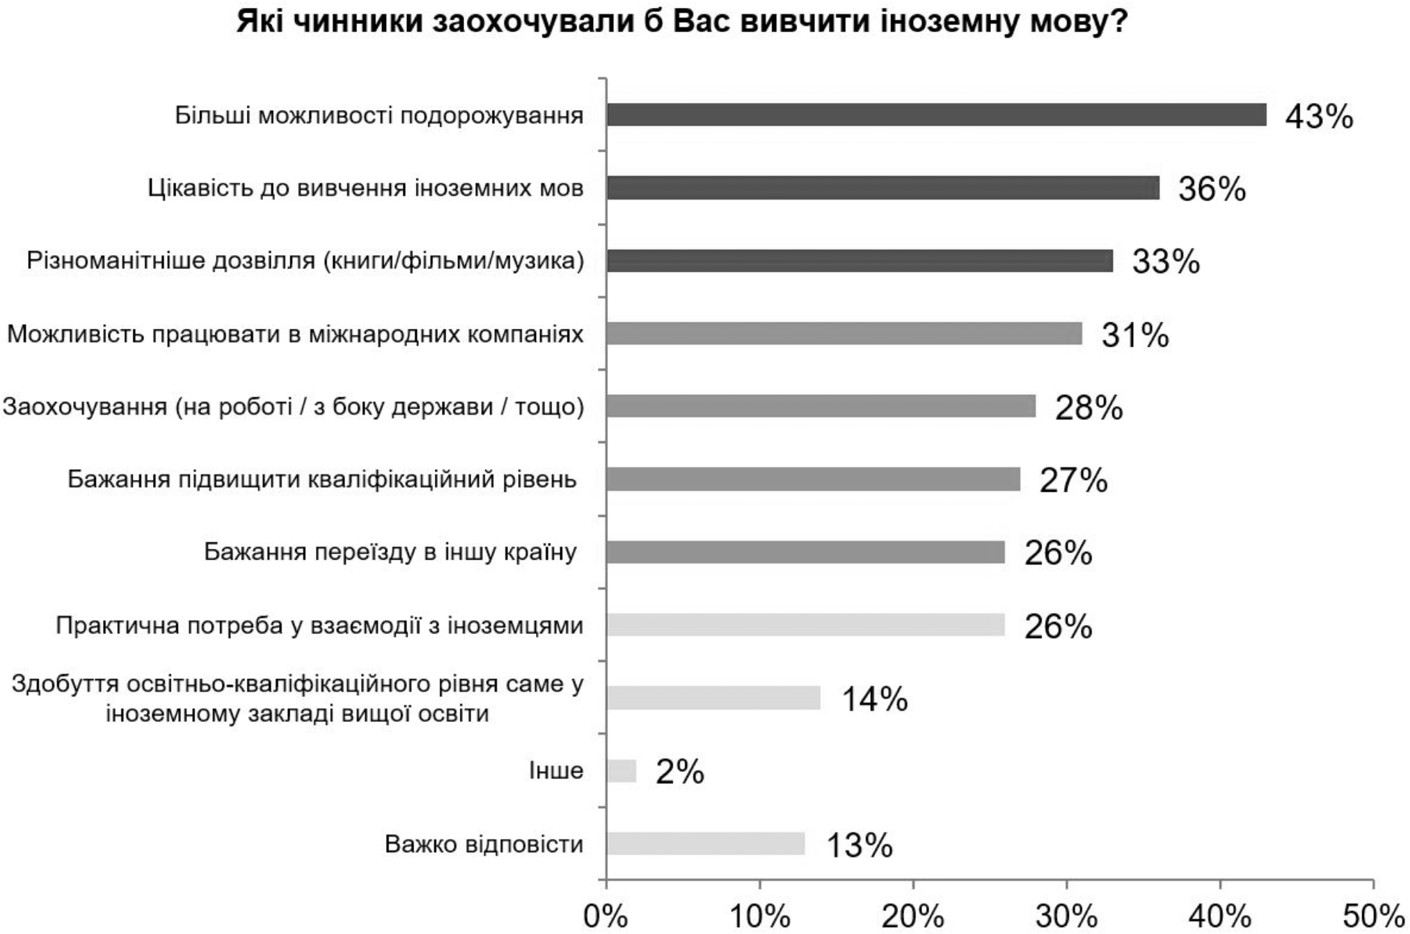 Які чинники заохочували б Вас вивчити іноземну мову?
Більші можливості подорожування
43%
Цікавість до вивчення іноземних мов
36%
Різноманітніше дозвілля (книги/фільми/музика)
33%
Можливість працювати в міжнародних компаніях
31%
Заохочування (на роботі / з боку держави / тощо)
28%
Бажання підвищити кваліфікаційний рівень
27%
Бажання переїзду в іншу країну
26%
Практична потреба у взаємодії з іноземцями
26%
Здобуття освітньо-кваліфікаційного рівня саме у
іноземному закладі вищої освіти
14%
Інше
2%
Важко відповісти
13%
0% 10% 20% 30% 40% 50%